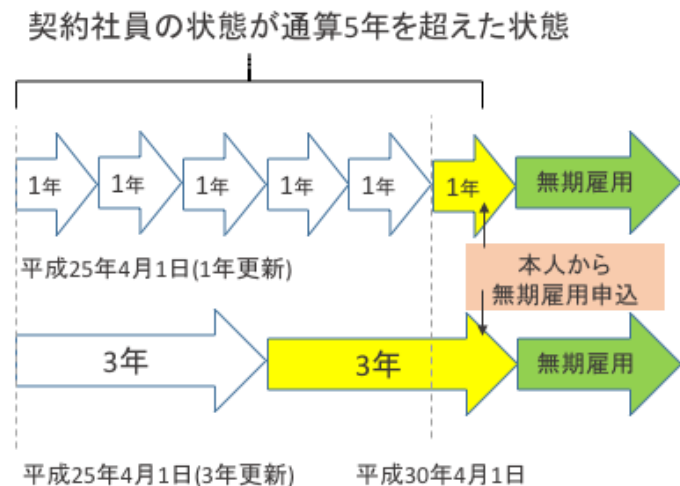 契約社員の状態が通算5年を超えた状態
1年
1年
1年
1年
1年
1年
無期雇用
平成25年4月1日(1年更新)
本人から
無期雇用申込
3年
3年
無期雇用
平成25年4月1日(3年更新)
平成30年4月1日